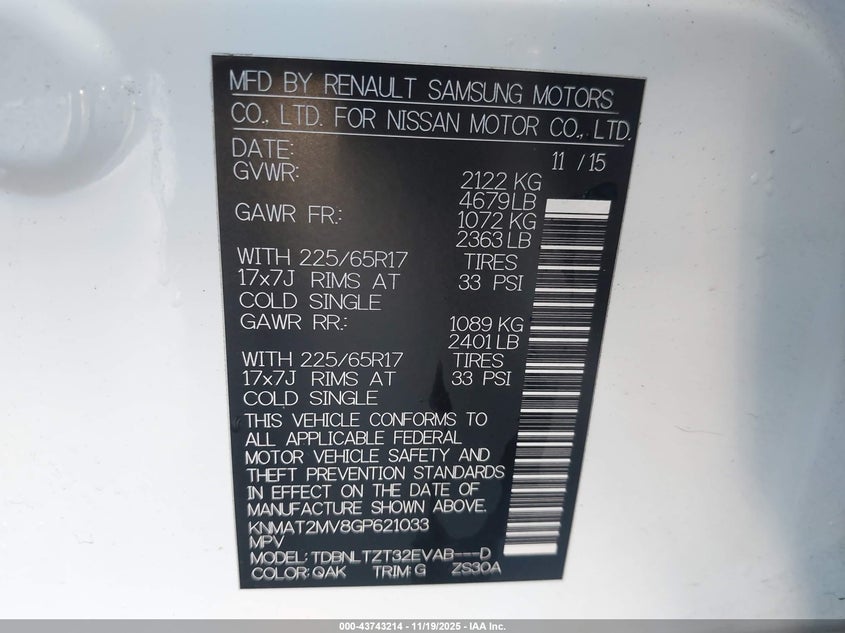 MFD BY RENAULT SAMSUNG MOTORS
CO., LTD. FOR NISSAN MOTOR CO., LTD.
DATE: 11 / 15
GVWR: 2122 KG
4679 LB
GAWR FR.: 1072 KG
2363 LB
WITH 225/65R17 TIRES
17x7J RIMS AT 33 PSI
COLD SINGLE
GAWR RR.: 1089 KG
2401 LB
WITH 225/65R17 TIRES
17x7J RIMS AT 33 PSI
COLD SINGLE
THIS VEHICLE CONFORMS TO
ALL APPLICABLE FEDERAL
MOTOR VEHICLE SAFETY AND
THEFT PREVENTION STANDARDS
IN EFFECT ON THE DATE OF
MANUFACTURE SHOWN ABOVE.
KNMAT2MV8GP621033
MPV
MODEL: TDBNLTZT32EVAB---D
COLOR: QAK TRIM: G ZS30A
000-43743214 - 11/19/2025 - IAA Inc.